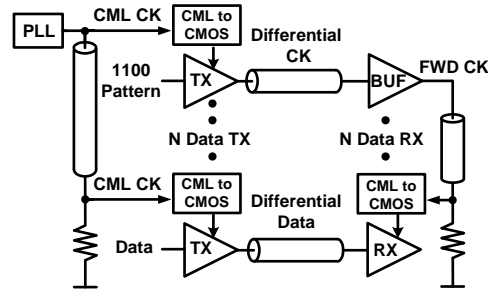 PLL
CML CK
CML to
CMOS
Differential
CK
1100
Pattern
TX
BUF
FWD CK
N Data TX
N Data RX
CML CK
CML to
CMOS
Differential
Data
CML to
CMOS
Data
TX
RX